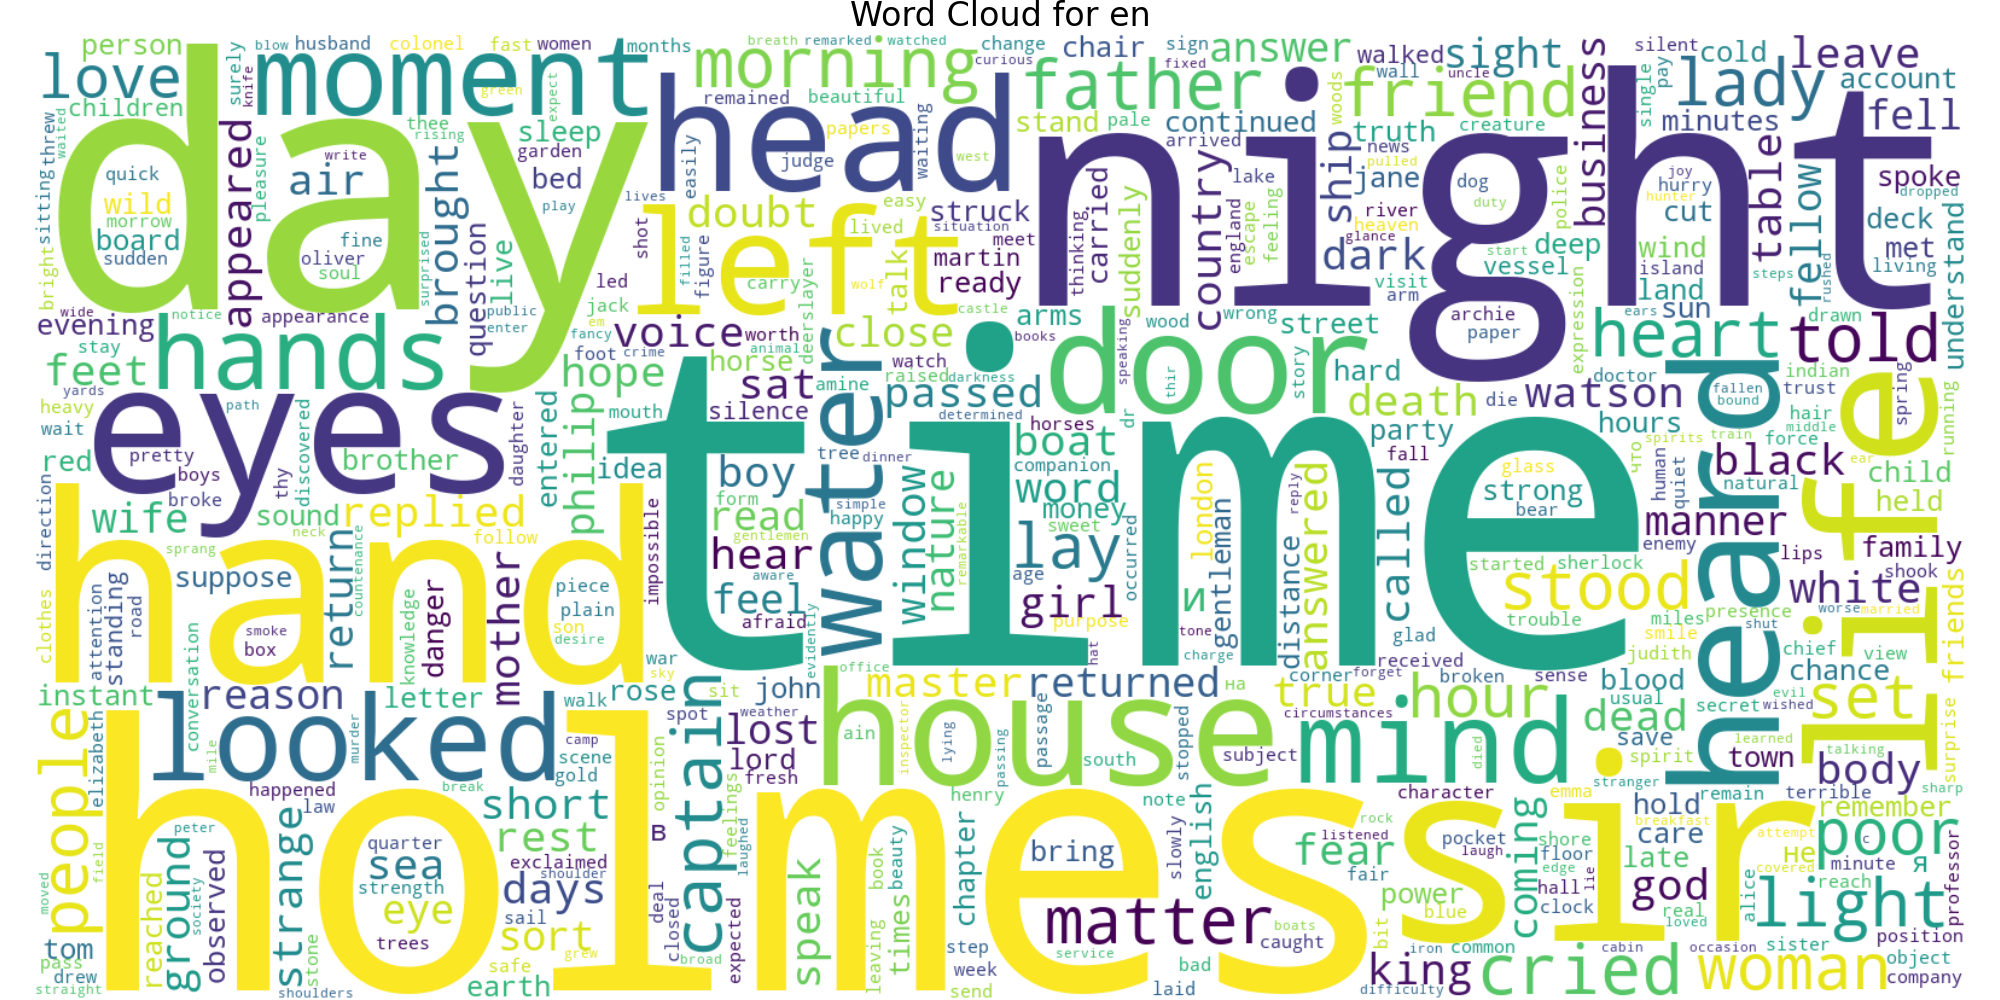 Word Cloud for en
person
blow
husband
colonel
fast
women
months
breath
remarked
watched
change
curious
chair
sign
fixed
answer
walked
sight
silent
cold
leave
love
surely
knife
moment
green
expect
morning
father
wall
uncle
woods
friend
business
single
pay
lady
account
children
waited
threw
sitting
appeared
thee
rising
sleep
head
remained
beautiful
papers
judge
easily
waiting
west
stand
pale
continued
arrived
truth
news
pulled
creature
minutes
table
fell
day
quick
wild
morrow
board
sudden
pleasure
write
air
fine
oliver
soul
brought
surprised
garden
bed
play
lives
doubt
easy
lived
struck
situation
meet
martin
ready
thinking
carried
suddenly
country
lake
england
escape
feeling
ship
jane
river
heaven
glance
dark
night
dog
duty
police
start
deep
vessel
visit
arm
joy
hurry
hunter
cut
wind
island
land
sun
steps
fellow
rushed
spoke
dropped
deck
met
living
understand
bright
wide
notice
evening
appearance
question
live
public
enter
led
shot
jack
em
fancy
left
filled
figure
carry
wolf
talk
castle
deerslayer
voice
worth
close
arms
books
wood
wrong
street
archie
paper
expression
ears
drawn
heart
told
stay
feet
hands
yards
foot
crime
hope
horse
animal
watch
raised
darkness
door
speaking
thir
story
hard
doctor
indian
trust
spring
running
heavy
wait
eyes
path
pretty
boys
broke
thy
discovered
brother
daughter
entered
philip
mouth
sat
silence
amine
passed
determined
water
tree
dinner
horses
dr
boat
companion
death
die
watson
hours
party
fall
fallen
bound
hair
middle
force
life
ear
red
wife
sound
replied
neck
follow
idea
boy
form
read
gentlemen
simple
happy
window
nature
remarkable
word
money
sweet
time
london
reply
glass
strong
bear
что
spirits
train
human
quiet
heard
black
natural
child
held
direction
sprang
return
countenance
suppose
impossible
hear
aware
feel
afraid
evidently
lay
age
girl
purpose
occurred
и
tone
gentleman
distance
answered
called
started
sherlock
stood
trouble
manner
enemy
lips
family
shook
white
clothes
attention
standing
road
hand
smoke
box
knowledge
danger
mother
piece
plain
son
desire
war
sky
office
hat
charge
glad
corner
forget
received
broken
sense
miles
smile
judith
presence
shut
worse
married
chief
view
chance
friends
instant
conversation
reason
letter
walk
rose
sit
john
master
returned
на
true
circumstances
hour
blood
usual
secret
evil
wished
set
people
elizabeth
mile
looked
murder
camp
scene
gold
spot
weather
lost
lord
fresh
ain
inspector
house
lying
passing
passage
south
stopped
subject
mind
died
dead
save
spirit
stranger
learned
town
talking
body
surprise
sharp
happened
law
break
short
opinion
captain
feelings
henry
note
slowly
english
character
emma
remain
hold
terrible
breakfast
remember
peter
field
society
ground
strange
holmes
quarter
sea
strength
eye
trees
rest
exclaimed
shoulder
days
в
laughed
speak
book
beauty
chapter
bring
fear
rock
listened
pocket
laugh
fair
sir
shore
floor
edge
care
late
attempt
covered
не
poor
c
minute
я
professor
moved
reached
observed
stone
sail
sort
safe
grew
deal
closed
broad
expected
leaving
times
step
week
send
matter
boats
caught
service
bad
laid
power
blue
bit
iron
common
coming
hall
clock
lie
god
real
loved
alice
reach
light
tom
pass
drew
straight
shoulders
earth
difficulty
king
cried
cabin
occasion
woman
sister
position
object
company